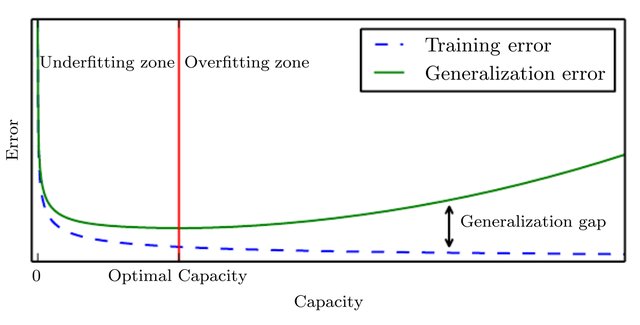 Training error
Generalization error
Underfitting zone
Overfitting zone
Error
Generalization gap
0
Optimal Capacity
Capacity